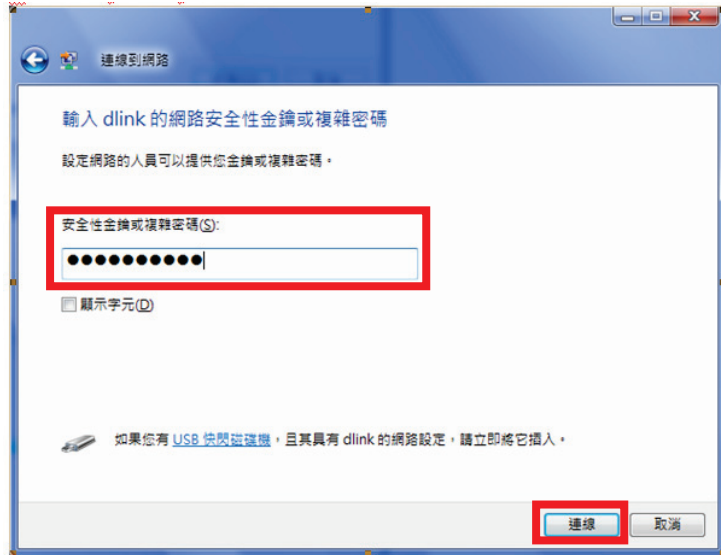 連線到網路
輸入 dlink 的網路安全性金鑰或複雜密碼
設定網路的人員可以提供您金鑰或複雜密碼。
安全性金鑰或複雜密碼(S):
●●●●●●●●●●
顯示字元(D)
如果您有 USB 快閃磁碟機,且其具有 dlink 的網路設定,請立即將它插入。
連線 取消